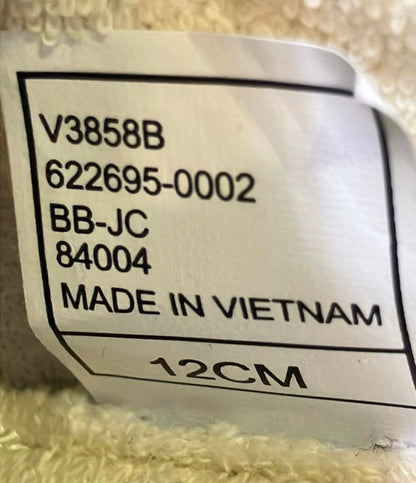 V3858B
622695-0002
BB-JC
84004
MADE IN VIETNAM
12CM